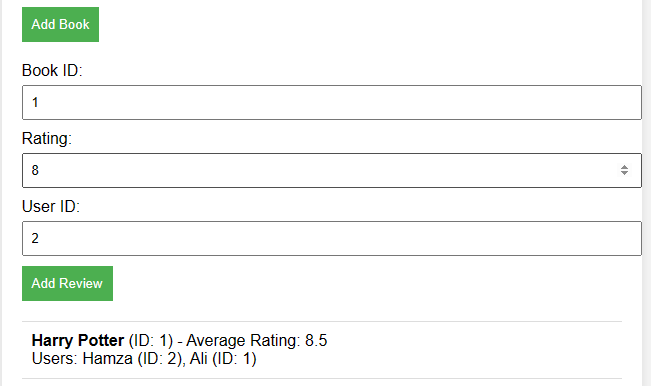 Add Book
Book ID:
1
Rating:
8
User ID:
2
Add Review
Harry Potter (ID: 1) - Average Rating: 8.5
Users: Hamza (ID: 2), Ali (ID: 1)